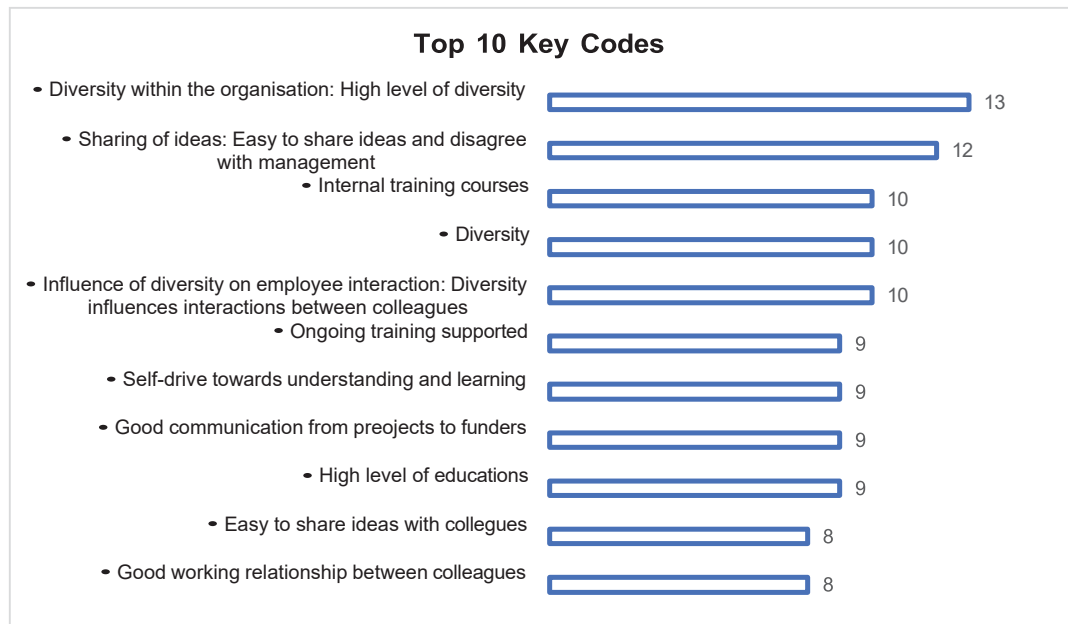 Top 10 Key Codes
• Diversity within the organisation: High level of diversity
13
• Sharing of ideas: Easy to share ideas and disagree
with management
12
• Internal training courses
10
• Diversity
10
• Influence of diversity on employee interaction: Diversity
influences interactions between colleagues
10
• Ongoing training supported
9
• Self-drive towards understanding and learning
9
• Good communication from preojects to funders
9
• High level of educations
9
• Easy to share ideas with collegues
8
• Good working relationship between colleagues
8